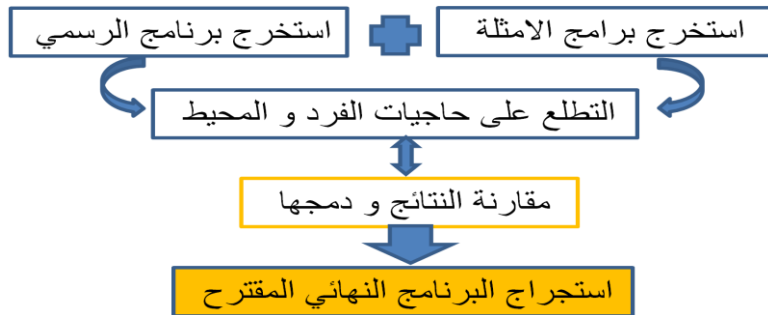 استخرج برامج الامثلة
استخرج برنامج الرسمي
التطلع على حاجيات الفرد و المحيط
مقارنة النتائج و دمجها
استجراج البرنامج النهائي المقترح